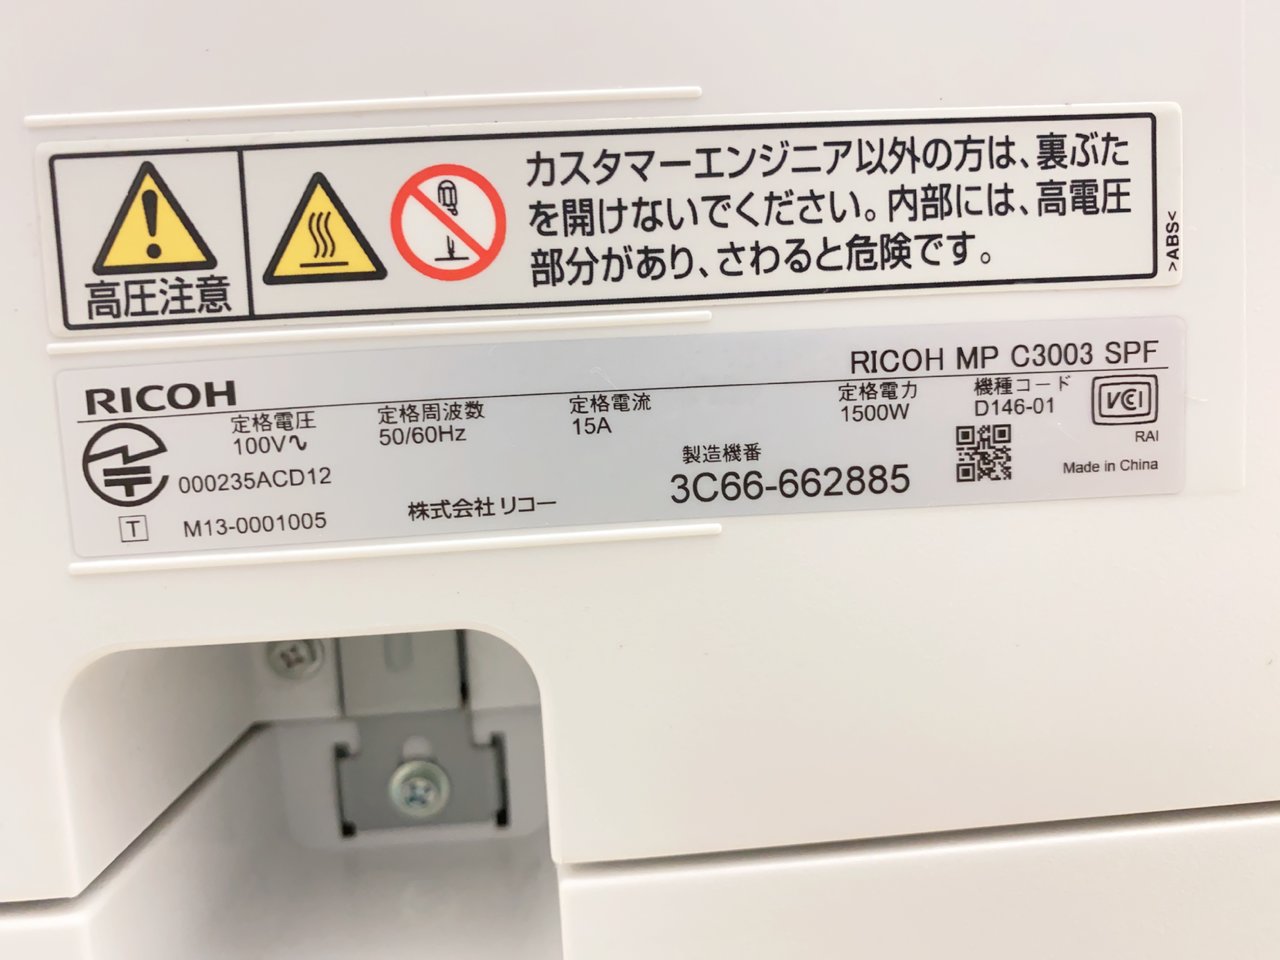 高圧注意
カスタマーエンジニア以外の方は、裏ぶた
を開けないでください。内部には、高電圧
部分があり、さわると危険です。
>ABS<
RICOH MP C3003 SPF
RICOH
定格電圧
100V∿
定格周波数
50/60Hz
定格電流
15A
定格電力
1500W
機種コード
D146-01
VCI
RAI
000235ACD12
製造機番
3C66-662885
Made in China
T M13-0001005
株式会社リコー